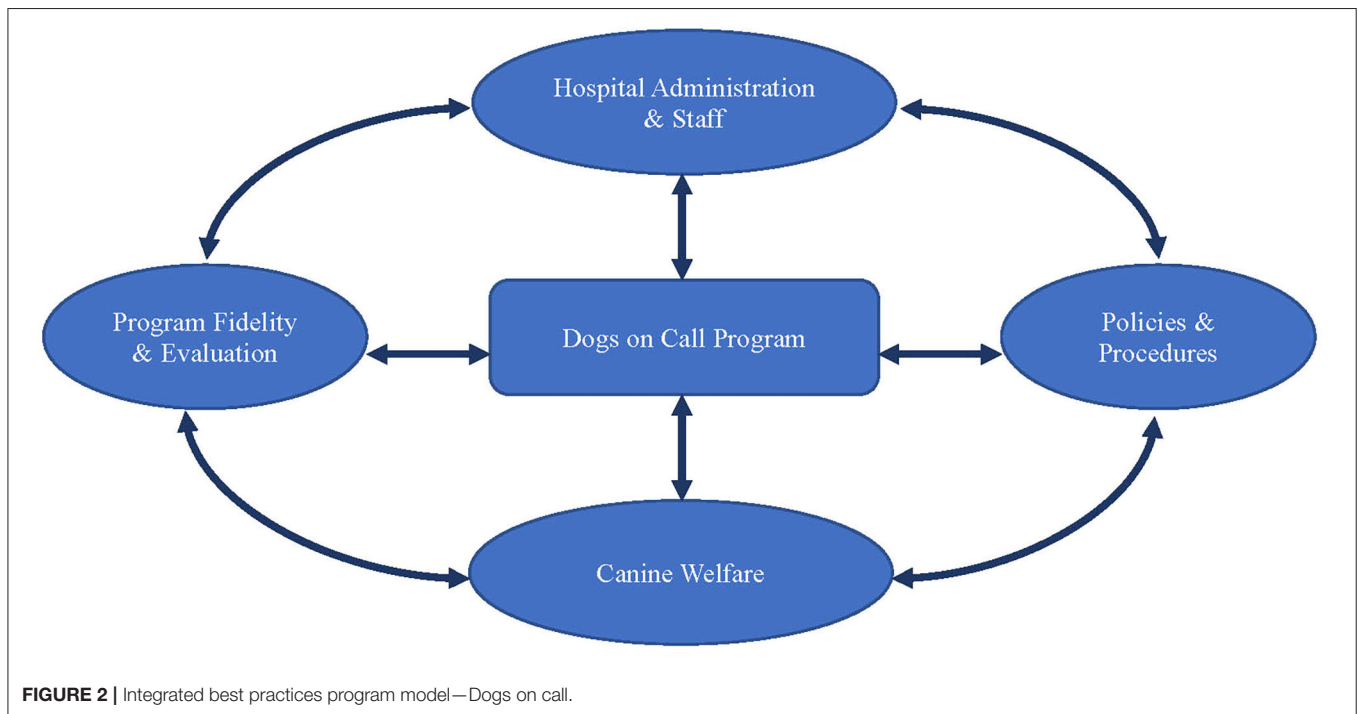 Hospital Administration
& Staff
Program Fidelity
& Evaluation
Dogs on Call Program
Policies &
Procedures
Canine Welfare
FIGURE 2 | Integrated best practices program model—Dogs on call.